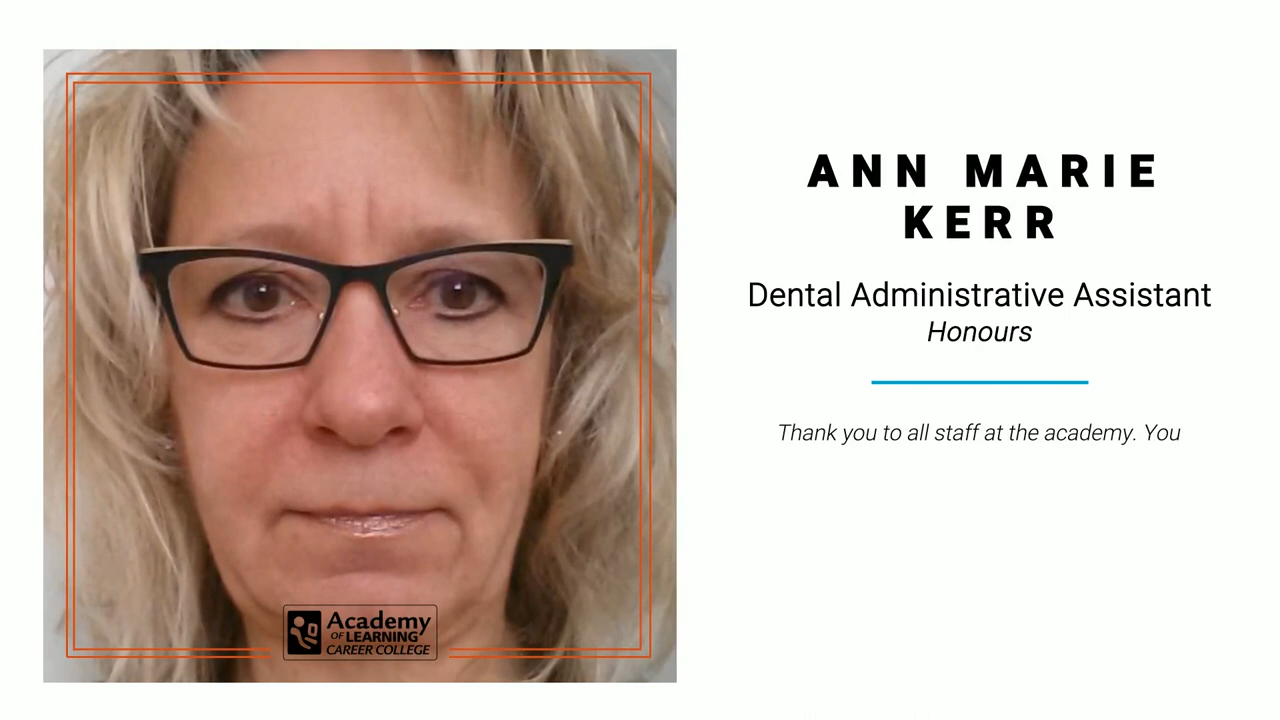 ANN MARIE
KERR
Dental Administrative Assistant
Honours
Thank you to all staff at the academy. You
Academy
OF LEARNING
CAREER COLLEGE